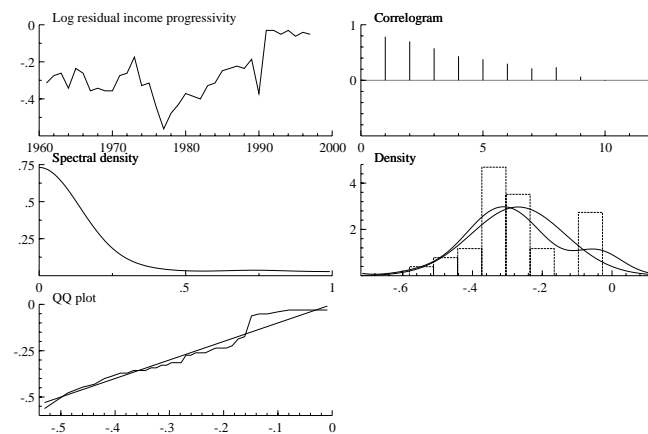 Log residual income progressivity
0
-.2
-.4
1960 1970 1980 1990 2000
Correlogram
1
0
5 10
Spectral density
.75
.5
.25
0 .5 1
Density
4
2
-.6 -.4 -.2 0
QQ plot
0
-.25
-.5
-.5 -.4 -.3 -.2 -.1 0